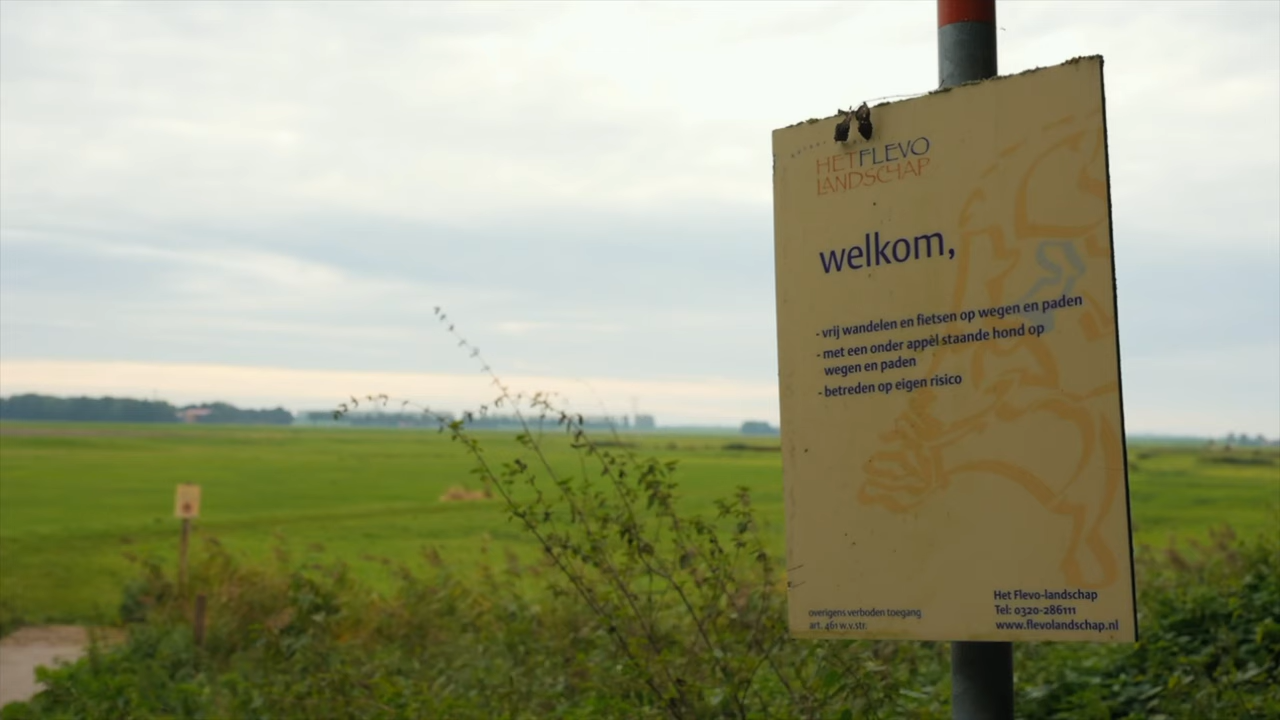 HET FLEVO
LANDSCHAP
welkom,
- vrij wandelen en fietsen op wegen en paden
- met een onder appèl staande hond op
wegen en paden
- betreden op eigen risico
overigens verboden toegang
art. 461 w.v.str.
Het Flevo-landschap
Tel: 0320-286111
www.flevolandschap.nl